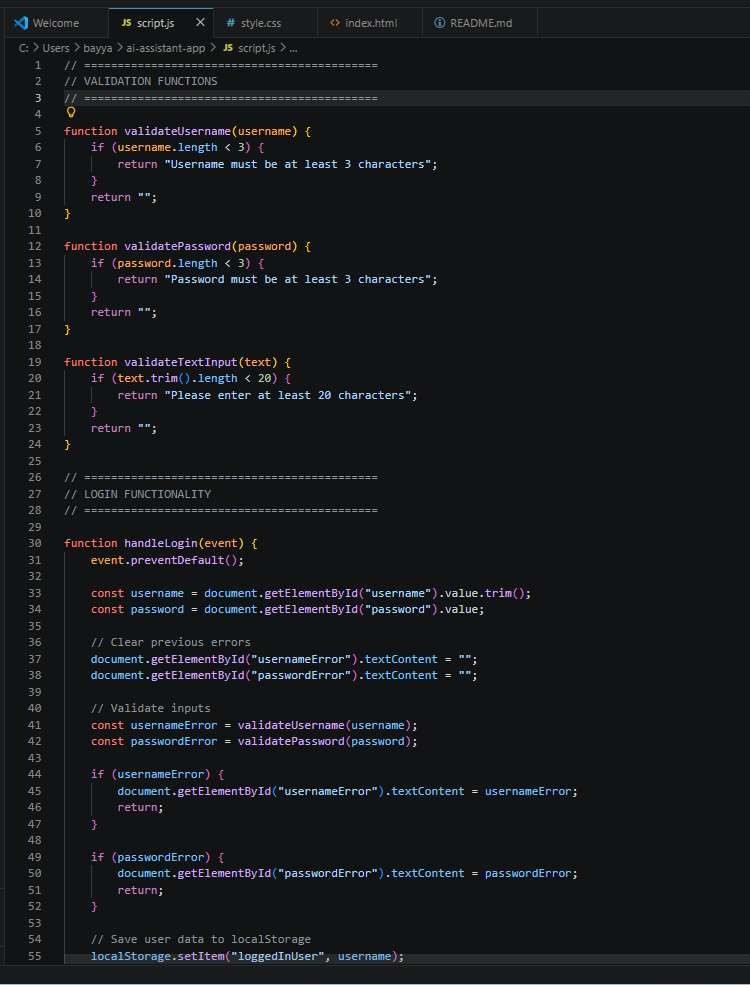 Welcome JS script.js # style.css <> index.html README.md
C: > Users > bayya > ai-assistant-app > JS script.js > ...
1 // ============================================
2 // VALIDATION FUNCTIONS
3 // ============================================
4
5 function validateUsername(username) {
6     if (username.length < 3) {
7         return "Username must be at least 3 characters";
8     }
9     return "";
10 }
11
12 function validatePassword(password) {
13     if (password.length < 3) {
14         return "Password must be at least 3 characters";
15     }
16     return "";
17 }
18
19 function validateTextInput(text) {
20     if (text.trim().length < 20) {
21         return "Please enter at least 20 characters";
22     }
23     return "";
24 }
25
26 // ============================================
27 // LOGIN FUNCTIONALITY
28 // ============================================
29
30 function handleLogin(event) {
31     event.preventDefault();
32
33     const username = document.getElementById("username").value.trim();
34     const password = document.getElementById("password").value;
35
36     // Clear previous errors
37     document.getElementById("usernameError").textContent = "";
38     document.getElementById("passwordError").textContent = "";
39
40     // Validate inputs
41     const usernameError = validateUsername(username);
42     const passwordError = validatePassword(password);
43
44     if (usernameError) {
45         document.getElementById("usernameError").textContent = usernameError;
46         return;
47     }
48
49     if (passwordError) {
50         document.getElementById("passwordError").textContent = passwordError;
51         return;
52     }
53
54     // Save user data to localStorage
55     localStorage.setItem("loggedInUser", username);